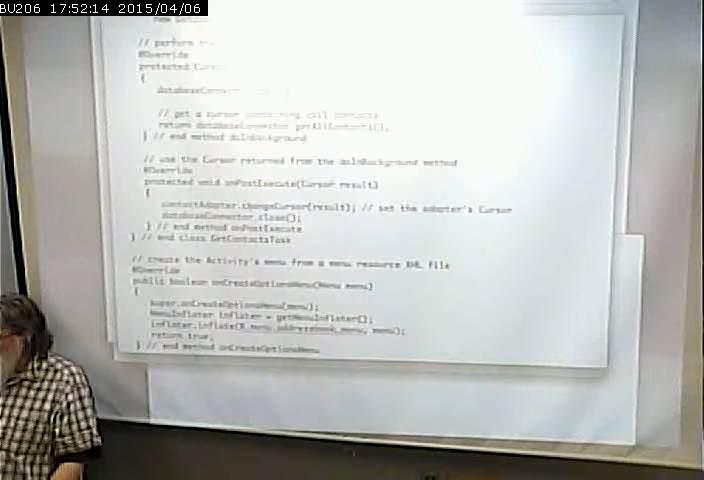 BU206 17:52:14 2015/04/06
new
// perform
@Override
protected
{
// get a cursor containing call contacts
return databaseConnector.getAllContacts();
} // end method doInBackground
// use the Cursor returned from the doInBackground method
@Override
protected void onPostExecute(Cursor result)
{
contactAdapter.changeCursor(result); // set the adapter's Cursor
databaseConnector.close();
} // end method onPostExecute
} // end class GetContactsTask
// create the Activity's menu from a menu resource XML file
@Override
public boolean onCreateOptionsMenu(Menu menu)
{
super.onCreateOptionsMenu(menu);
MenuInflater inflater = getMenuInflater();
inflater.inflate(R.menu.addressbook_menu, menu);
return true;
} // end method onCreateOptionsMenu